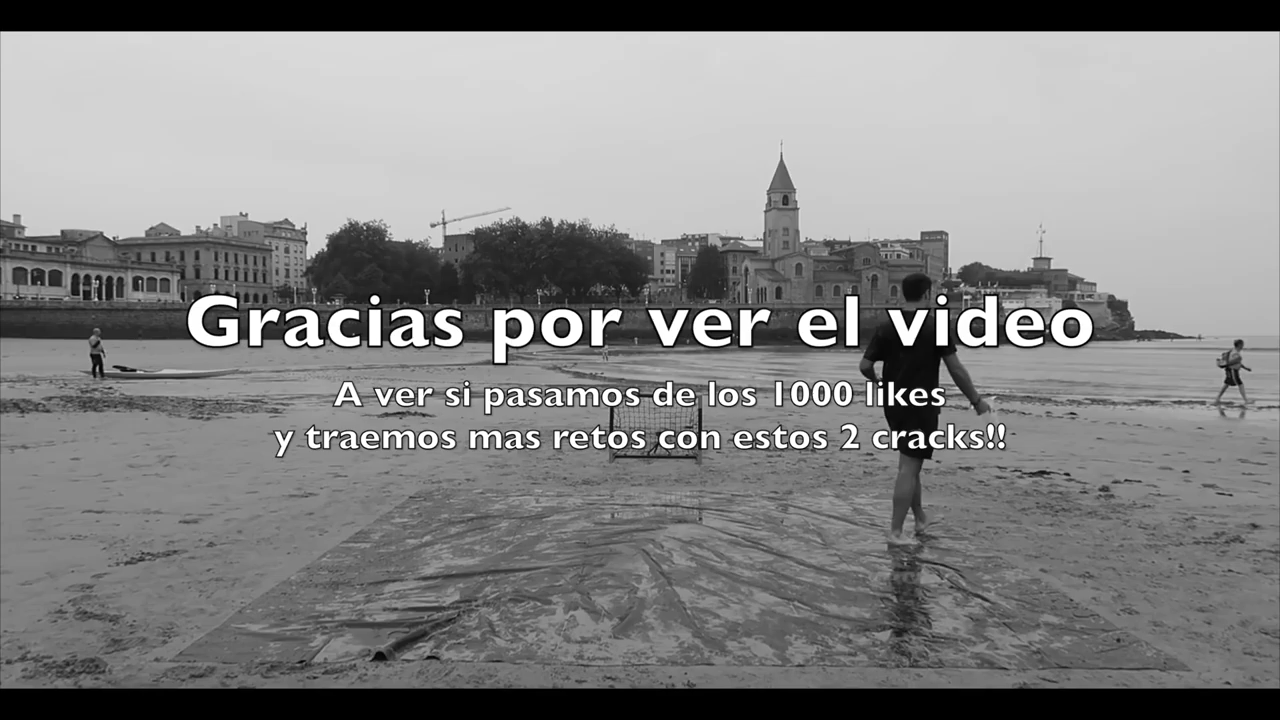 Gracias por ver el video
A ver si pasamos de los 1000 likes
y traemos mas retos con estos 2 cracks!!